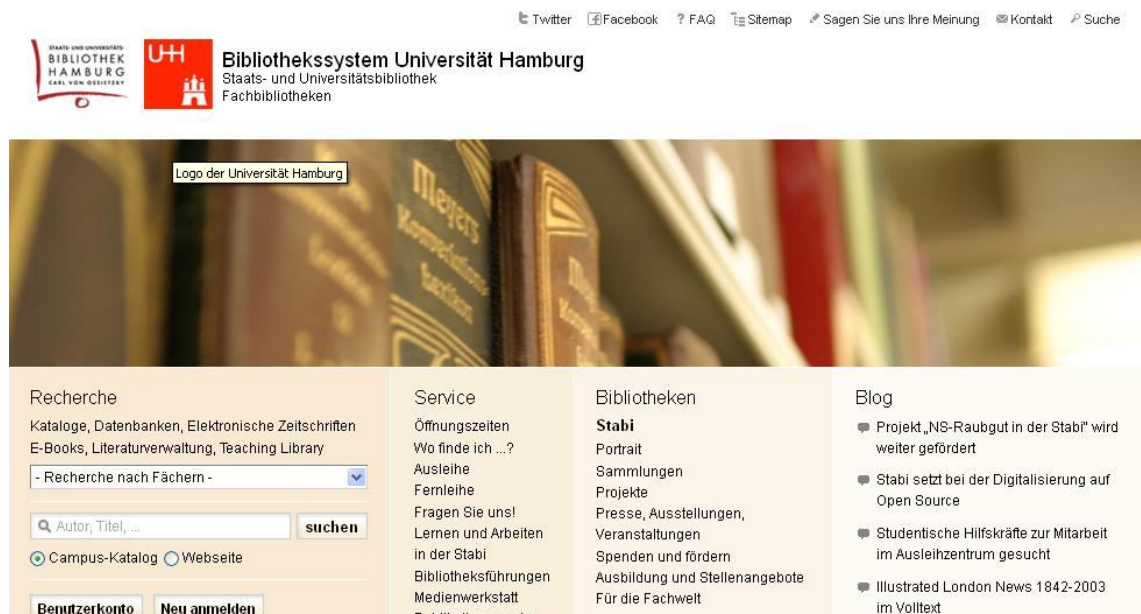 Twitter Facebook ? FAQ Sitemap Sagen Sie uns Ihre Meinung Kontakt Suche
STAATS- UND UNIVERSITÄTS-
BIBLIOTHEK
HAMBURG
CARL VON OSSIETZKY
UHH
Bibliothekssystem Universität Hamburg
Staats- und Universitätsbibliothek
Fachbibliotheken
Logo der Universität Hamburg
Meyers
Konversations-
Lexikon
Recherche
Kataloge, Datenbanken, Elektronische Zeitschriften
E-Books, Literaturverwaltung, Teaching Library
- Recherche nach Fächern -
Autor, Titel, ...
suchen
Campus-Katalog Webseite
Benutzerkonto Neu anmelden
Service
Öffnungszeiten
Wo finde ich ...?
Ausleihe
Fernleihe
Fragen Sie uns!
Lernen und Arbeiten
in der Stabi
Bibliotheksführungen
Medienwerkstatt
Bibliotheken
Stabi
Portrait
Sammlungen
Projekte
Presse, Ausstellungen,
Veranstaltungen
Spenden und fördern
Ausbildung und Stellenangebote
Für die Fachwelt
Blog
Projekt „NS-Raubgut in der Stabi" wird
weiter gefördert
Stabi setzt bei der Digitalisierung auf
Open Source
Studentische Hilfskräfte zur Mitarbeit
im Ausleihzentrum gesucht
Illustrated London News 1842-2003
im Volltext